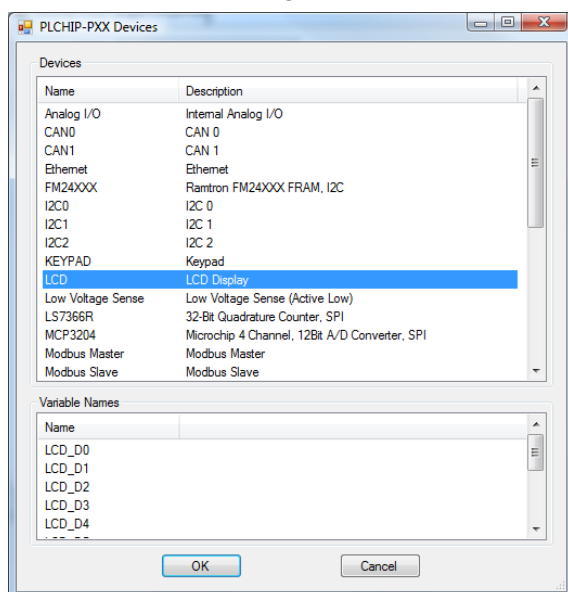 PLCHIP-PXX Devices
Devices
Name Description
Analog I/O Internal Analog I/O
CAN0 CAN 0
CAN1 CAN 1
Ethernet Ethernet
FM24XXX Ramtron FM24XXX FRAM, I2C
I2C0 I2C 0
I2C1 I2C 1
I2C2 I2C 2
KEYPAD Keypad
LCD LCD Display
Low Voltage Sense Low Voltage Sense (Active Low)
LS7366R 32-Bit Quadrature Counter, SPI
MCP3204 Microchip 4 Channel, 12Bit A/D Converter, SPI
Modbus Master Modbus Master
Modbus Slave Modbus Slave
Variable Names
Name
LCD_D0
LCD_D1
LCD_D2
LCD_D3
LCD_D4
OK Cancel